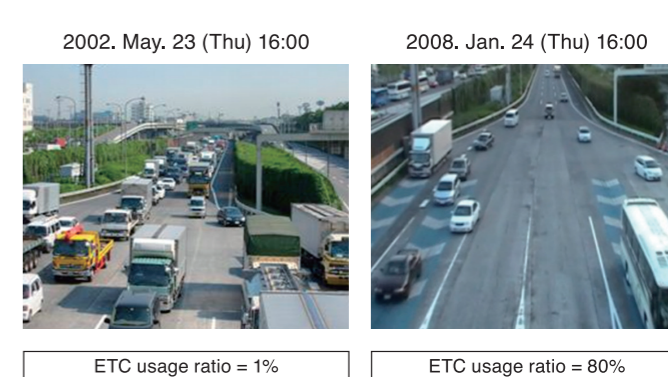 2002. May. 23 (Thu) 16:00
2008. Jan. 24 (Thu) 16:00
ETC usage ratio = 1%
ETC usage ratio = 80%